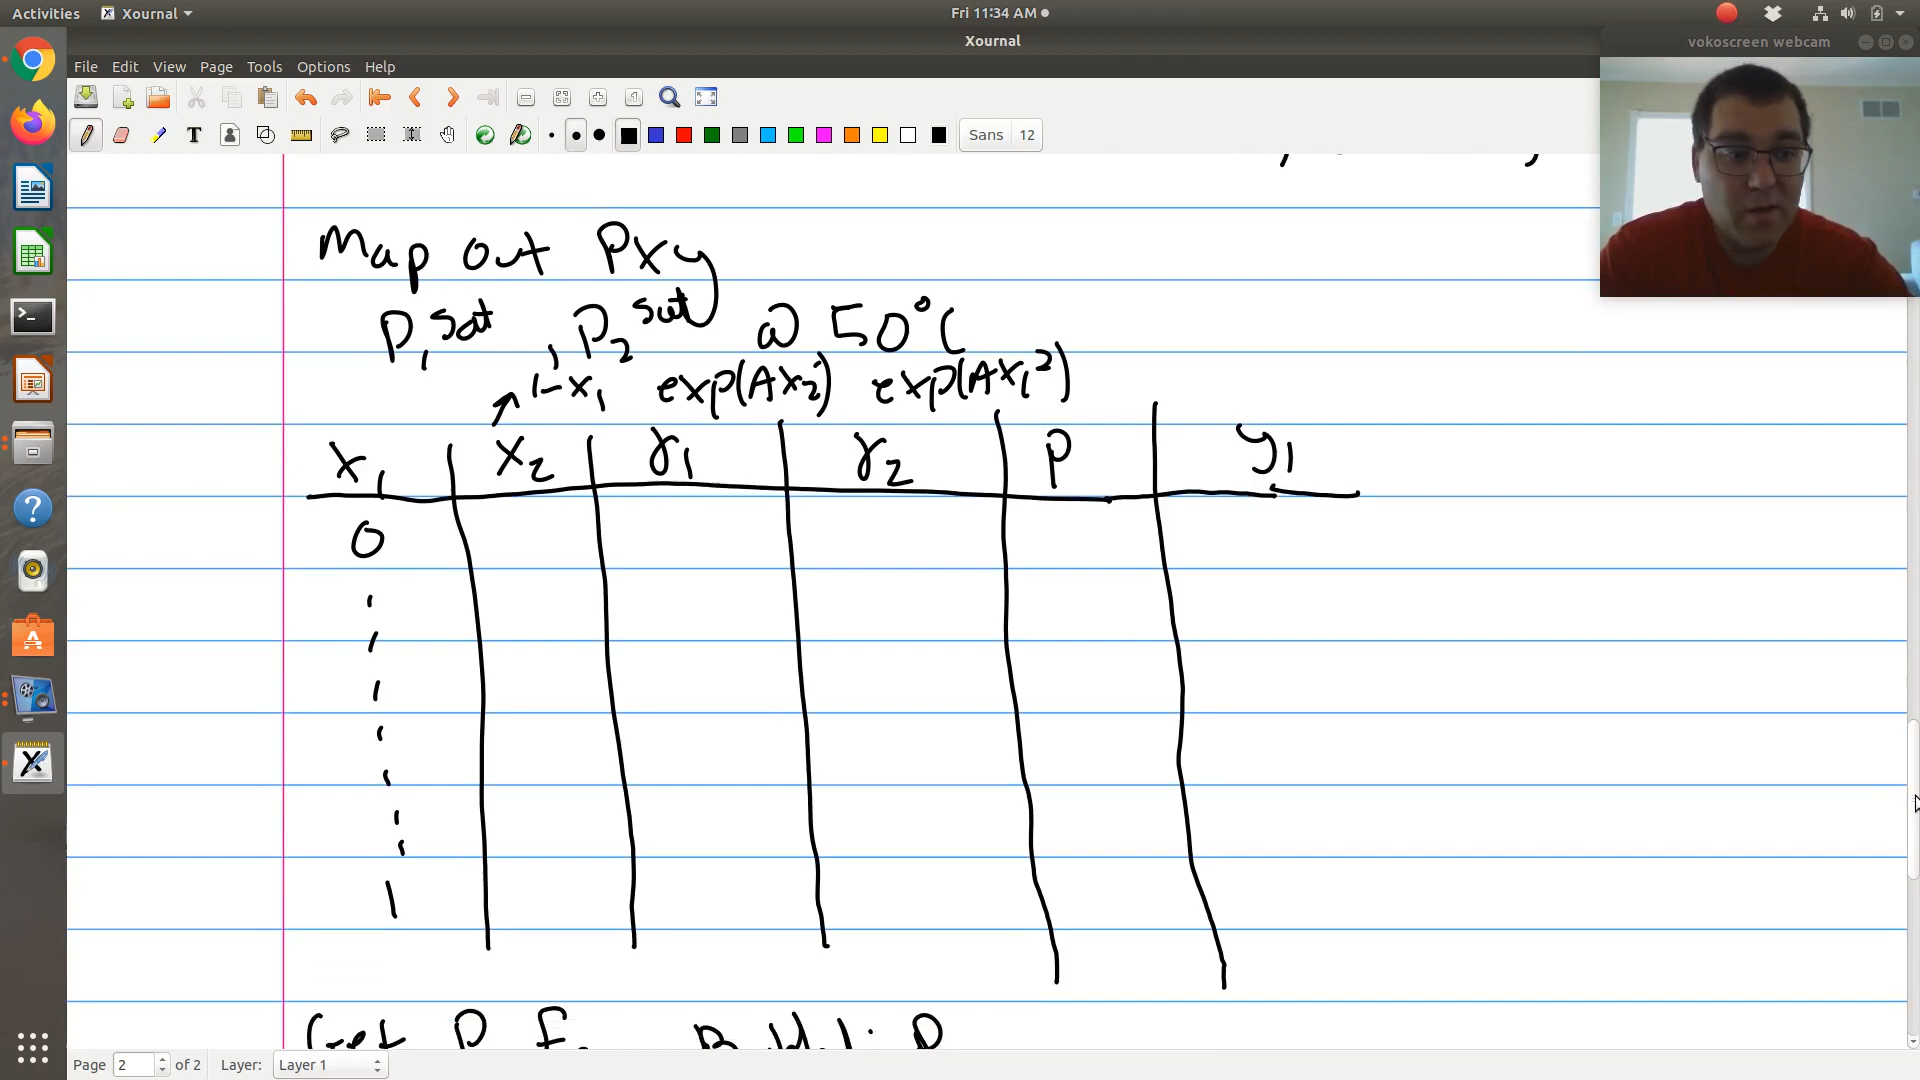 Activities Xournal Fri 11:34 AM
Xournal
vokoscreen webcam
File Edit View Page Tools Options Help
Sans 12
Map out Pxy
P₁ˢᵃᵗ, P₂ˢᵃᵗ @ 50°C
1-x₁ exp(Ax₂²) exp(Ax₁²)
x₁ x₂ γ₁ γ₂ P y₁
0
1
Get P
Page 2 of 2 Layer: Layer 1